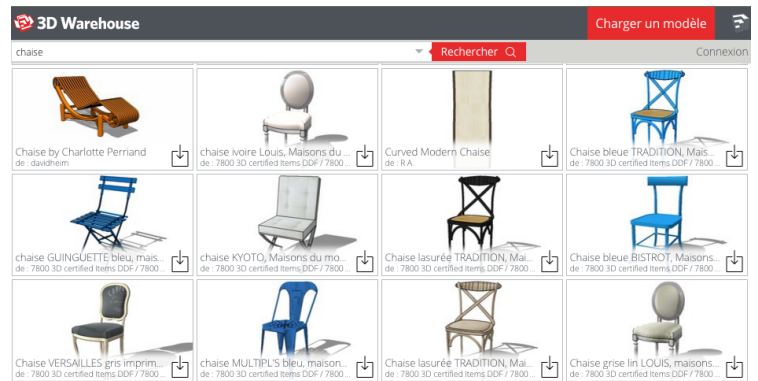 3D Warehouse
Charger un modèle
chaise
Rechercher
Connexion
Chaise by Charlotte Perriand
de : davidheim
chaise ivoire Louis, Maisons du ...
de : 7800 3D certified Items DDF / 7800 ...
Curved Modern Chaise
de : R A.
Chaise bleue TRADITION, Mais...
de : 7800 3D certified Items DDF / 7800 ...
chaise GUINGUETTE bleu, mais...
de : 7800 3D certified Items DDF / 7800 ...
chaise KYOTO, Maisons du mo...
de : 7800 3D certified Items DDF / 7800 ...
Chaise lasurée TRADITION, Mai...
de : 7800 3D certified Items DDF / 7800 ...
Chaise bleue BISTROT, Maisons...
de : 7800 3D certified Items DDF / 7800 ...
Chaise VERSAILLES gris imprim...
de : 7800 3D certified Items DDF / 7800 ...
chaise MULTIPL'S bleu, maison...
de : 7800 3D certified Items DDF / 7800 ...
Chaise lasurée TRADITION, Mai...
de : 7800 3D certified Items DDF / 7800 ...
Chaise grise lin LOUIS, maisons...
de : 7800 3D certified Items DDF / 7800 ...